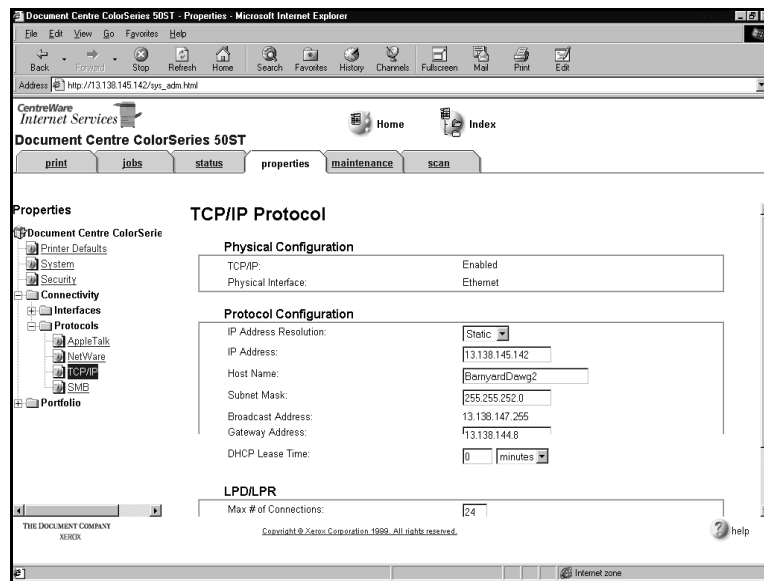 Document Centre ColorSeries 50ST - Properties - Microsoft Internet Explorer
File Edit View Go Favorites Help
Back Forward Stop Refresh Home Search Favorites History Channels Fullscreen Mail Print Edit
Address http://13.138.145.142/sys_adm.html
CentreWare
Internet Services
Home Index
Document Centre ColorSeries 50ST
print jobs status properties maintenance scan
Properties
Document Centre ColorSerie
Printer Defaults
System
Security
Connectivity
Interfaces
Protocols
AppleTalk
NetWare
TCP/IP
SMB
Portfolio
TCP/IP Protocol
Physical Configuration
TCP/IP: Enabled
Physical Interface: Ethernet
Protocol Configuration
IP Address Resolution: Static
IP Address: 13.138.145.142
Host Name: BarnyardDawg2
Subnet Mask: 255.255.252.0
Broadcast Address: 13.138.147.255
Gateway Address: 13.138.144.8
DHCP Lease Time: 0 minutes
LPD/LPR
Max # of Connections: 24
THE DOCUMENT COMPANY
XEROX
Copyright © Xerox Corporation 1999. All rights reserved.
help
Internet zone